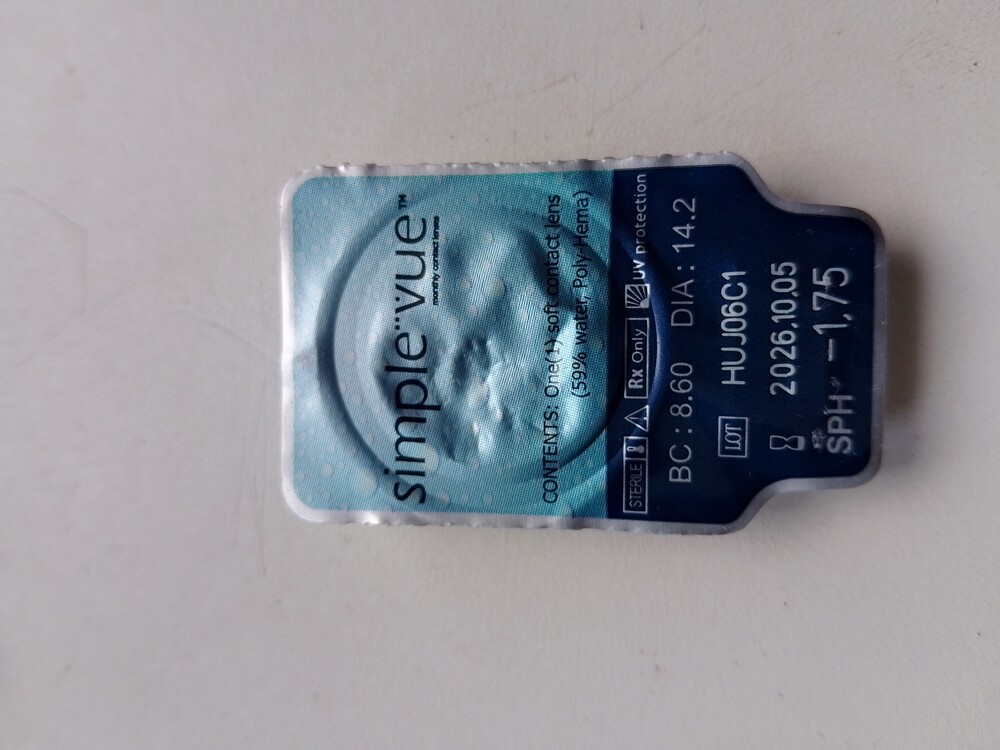 simple vue™
monthly contact lenses
CONTENTS: One(1) soft contact lens
(59% water, Poly-Hema)
STERILE Rx Only UV protection
BC : 8.60 DIA : 14.2
LOT HUJ06C1
2026.10.05
SPH -1.75